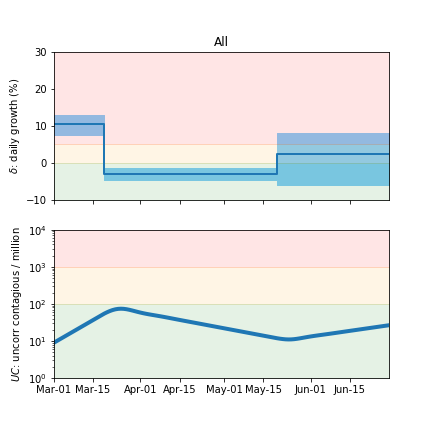 All
δ: daily growth (%)
30
20
10
0
−10
UC: uncorr contagious / million
10⁴
10³
10²
10¹
10⁰
Mar-01 Mar-15 Apr-01 Apr-15 May-01 May-15 Jun-01 Jun-15